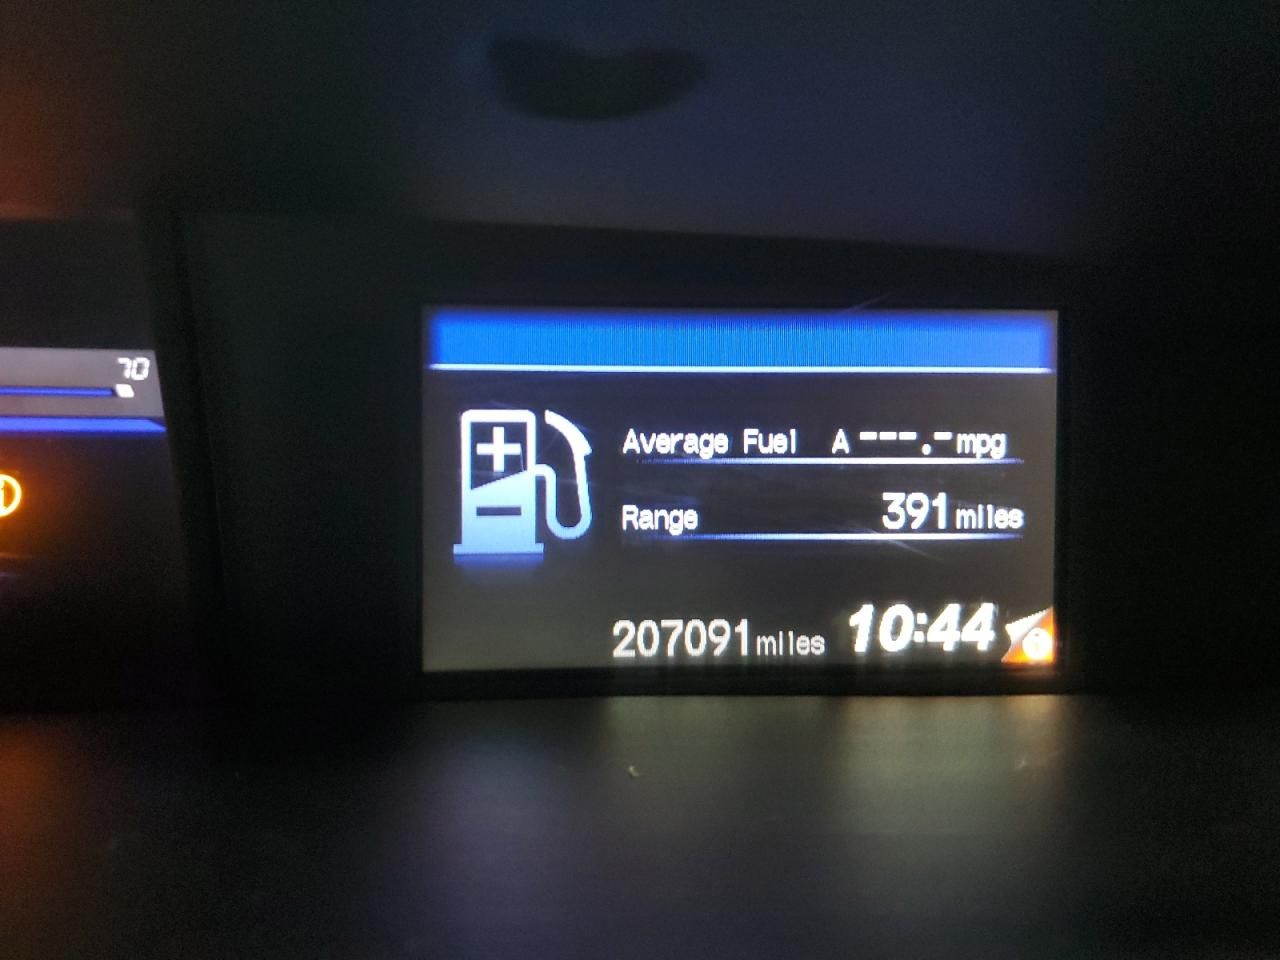 70
Average Fuel A ---.- mpg
Range 391 miles
207091 miles 10:44